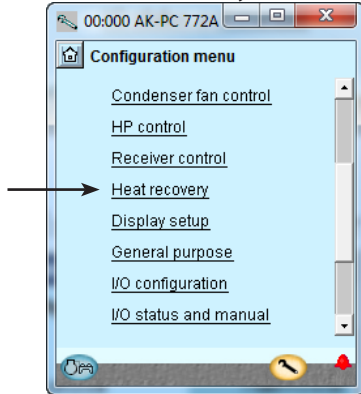 00:000 AK-PC 772A
Configuration menu
Condenser fan control
HP control
Receiver control
Heat recovery
Display setup
General purpose
I/O configuration
I/O status and manual